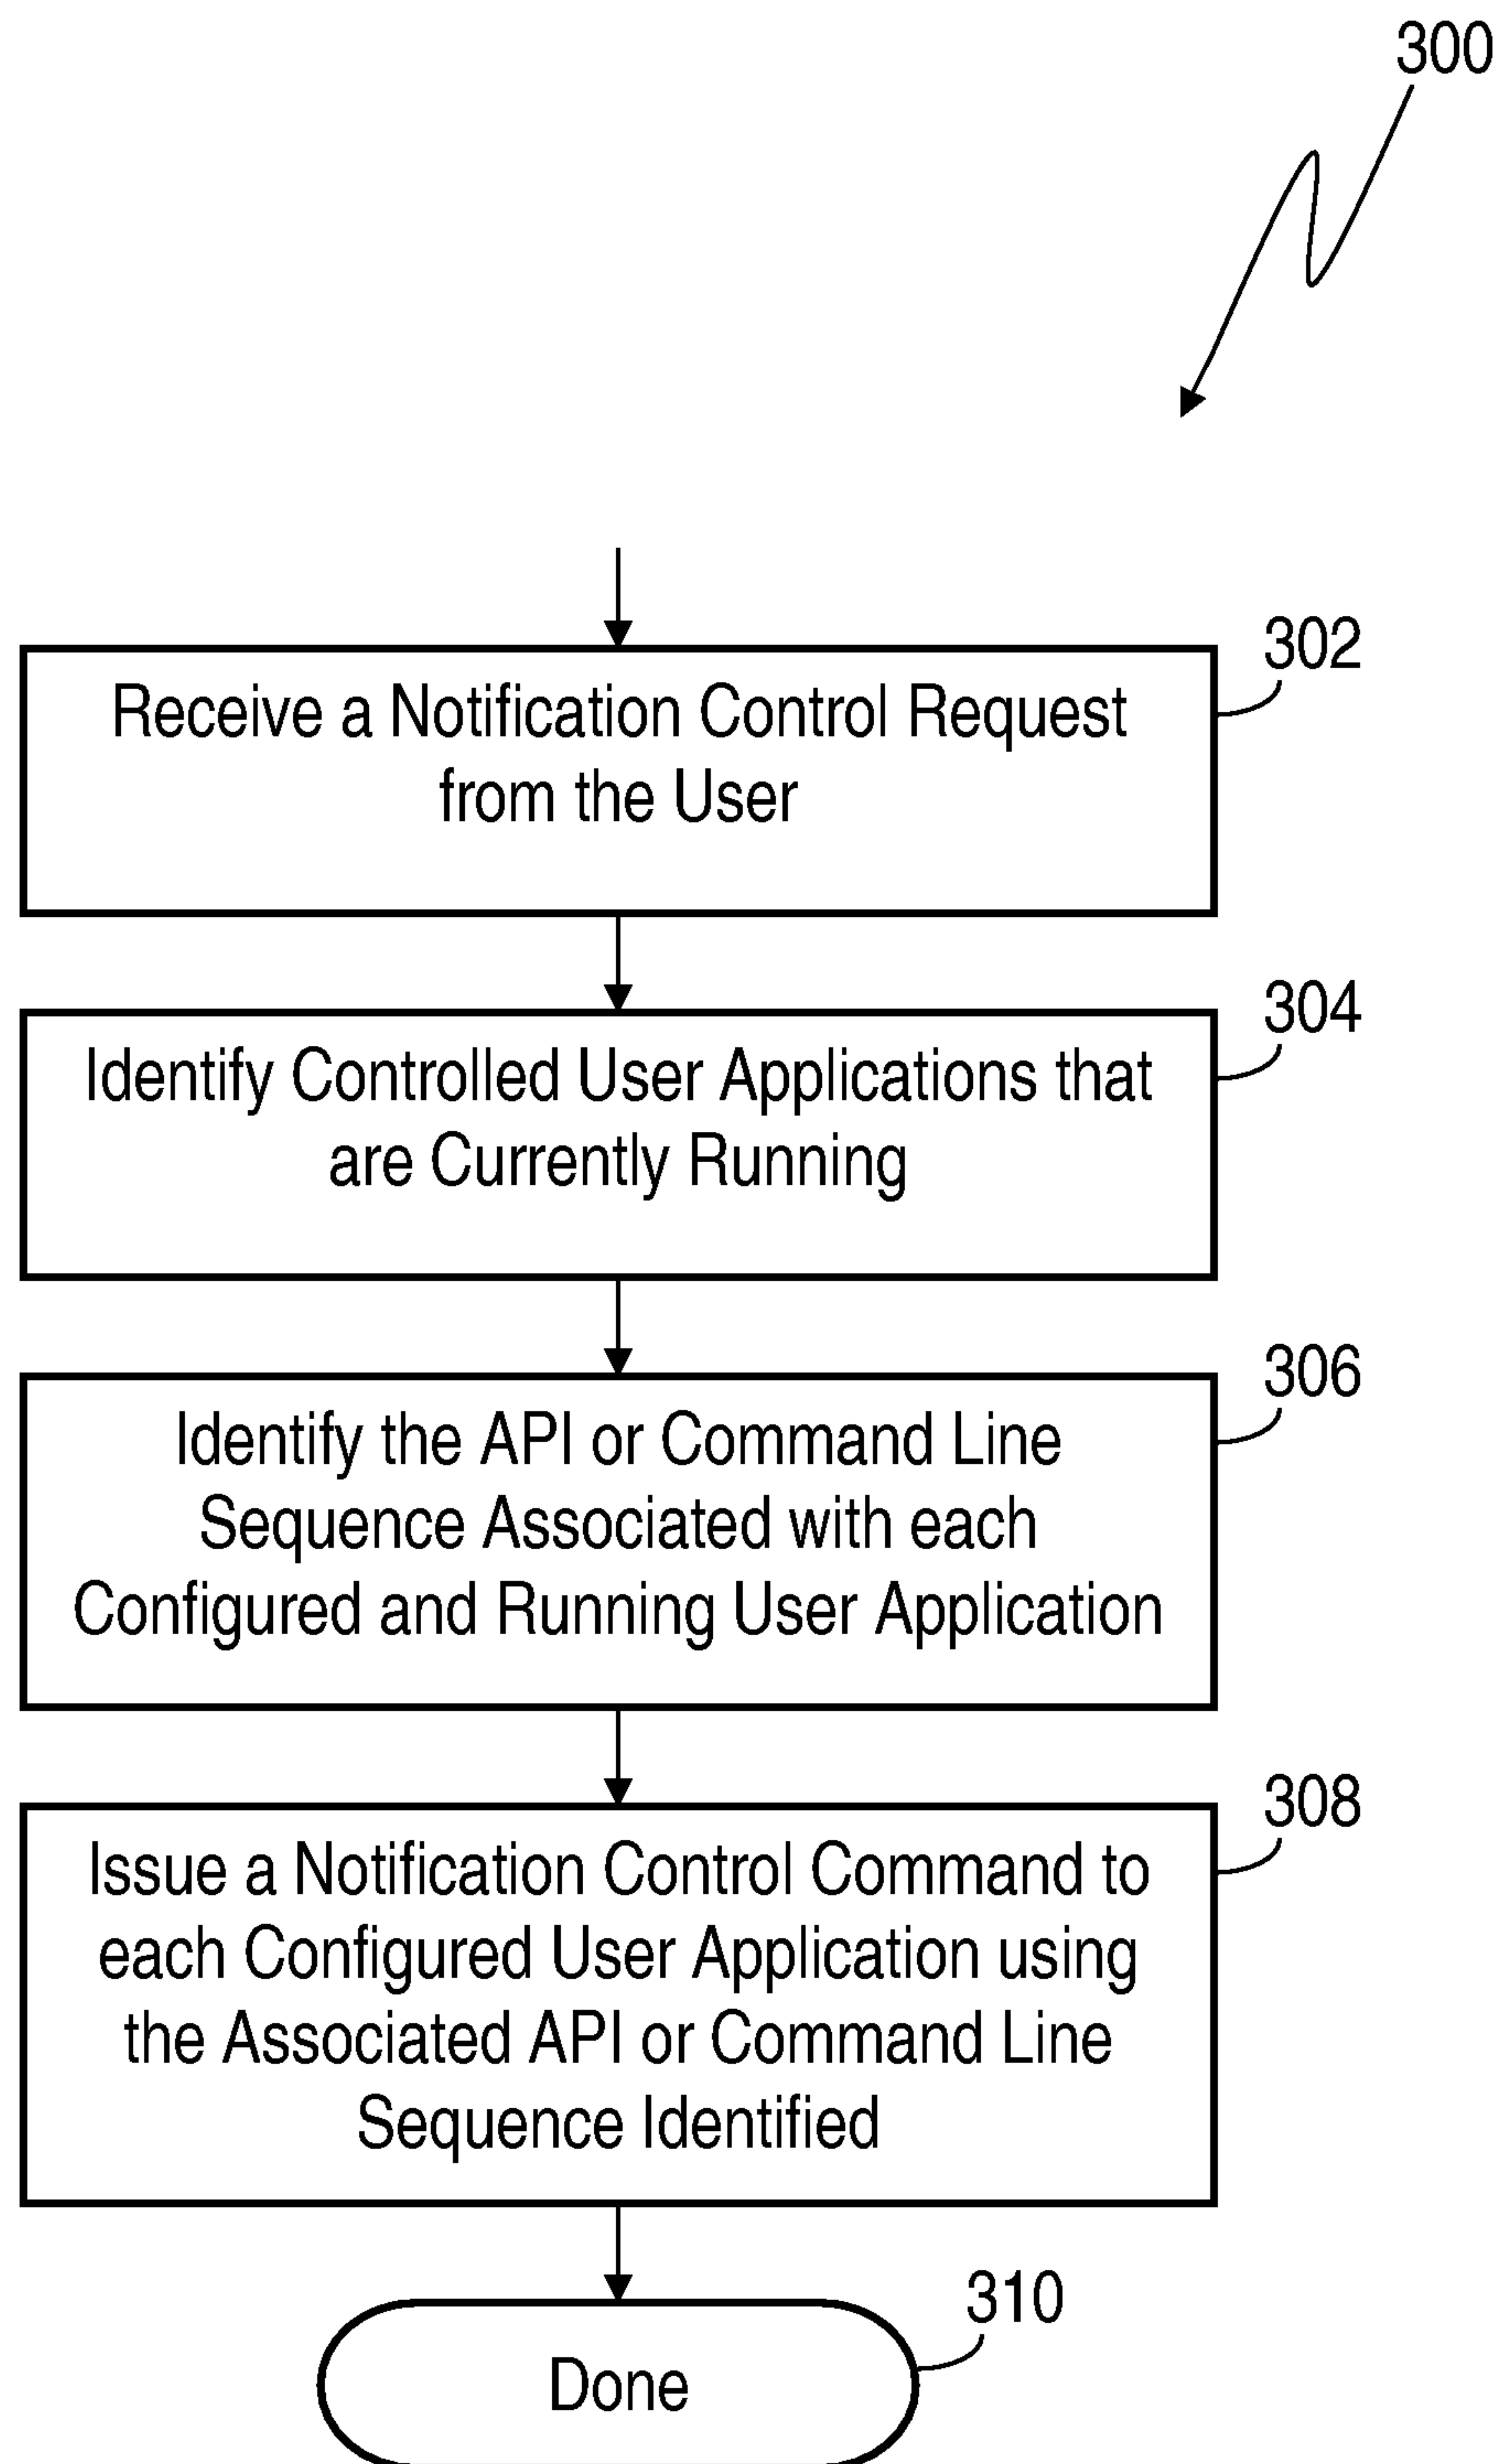 300
302
Receive a Notification Control Request
from the User
304
Identify Controlled User Applications that
are Currently Running
306
Identify the API or Command Line
Sequence Associated with each
Configured and Running User Application
308
Issue a Notification Control Command to
each Configured User Application using
the Associated API or Command Line
Sequence Identified
310
Done